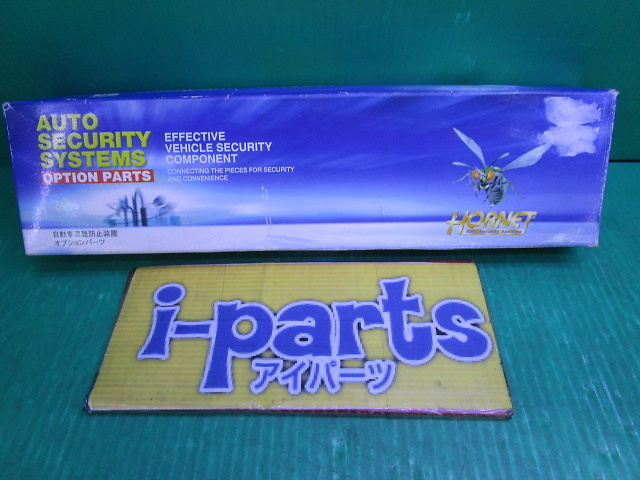 AUTO
SECURITY
SYSTEMS
OPTION PARTS
EFFECTIVE
VEHICLE SECURITY
COMPONENT
CONNECTING THE PIECES FOR SECURITY
AND CONVENIENCE
自動車盗難防止装置
オプションパーツ
HORNET
i-parts
アイパーツ